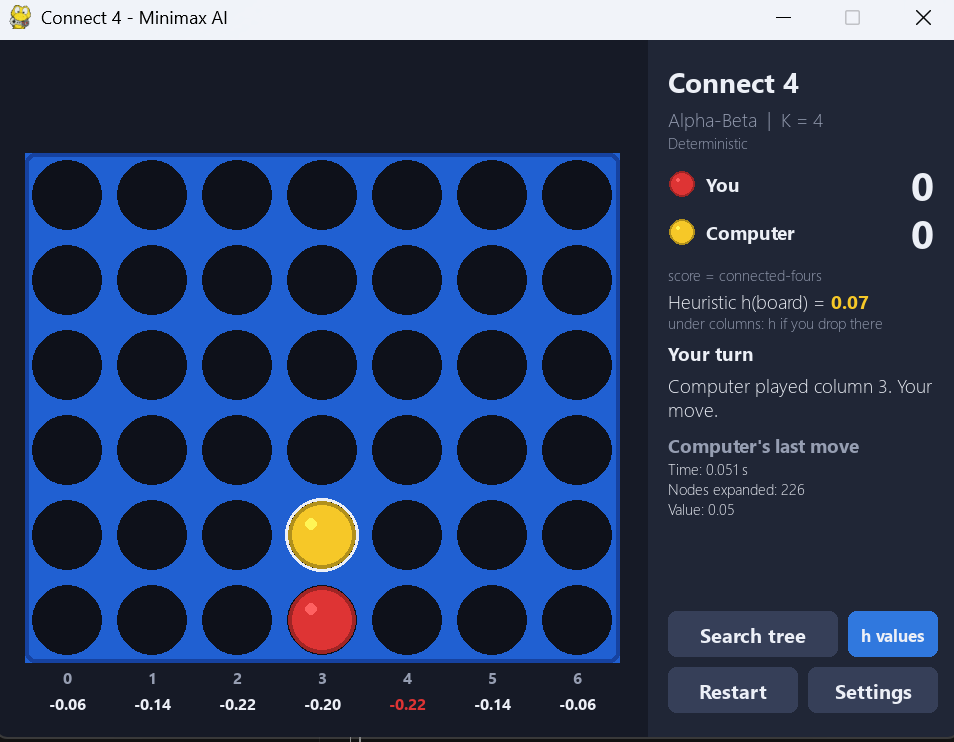 Connect 4 - Minimax AI
Connect 4
Alpha-Beta | K = 4
Deterministic
You 0
Computer 0
score = connected-fours
Heuristic h(board) = 0.07
under columns: h if you drop there
Your turn
Computer played column 3. Your
move.
Computer's last move
Time: 0.051 s
Nodes expanded: 226
Value: 0.05
Search tree h values
Restart Settings
0 1 2 3 4 5 6
-0.06 -0.14 -0.22 -0.20 -0.22 -0.14 -0.06